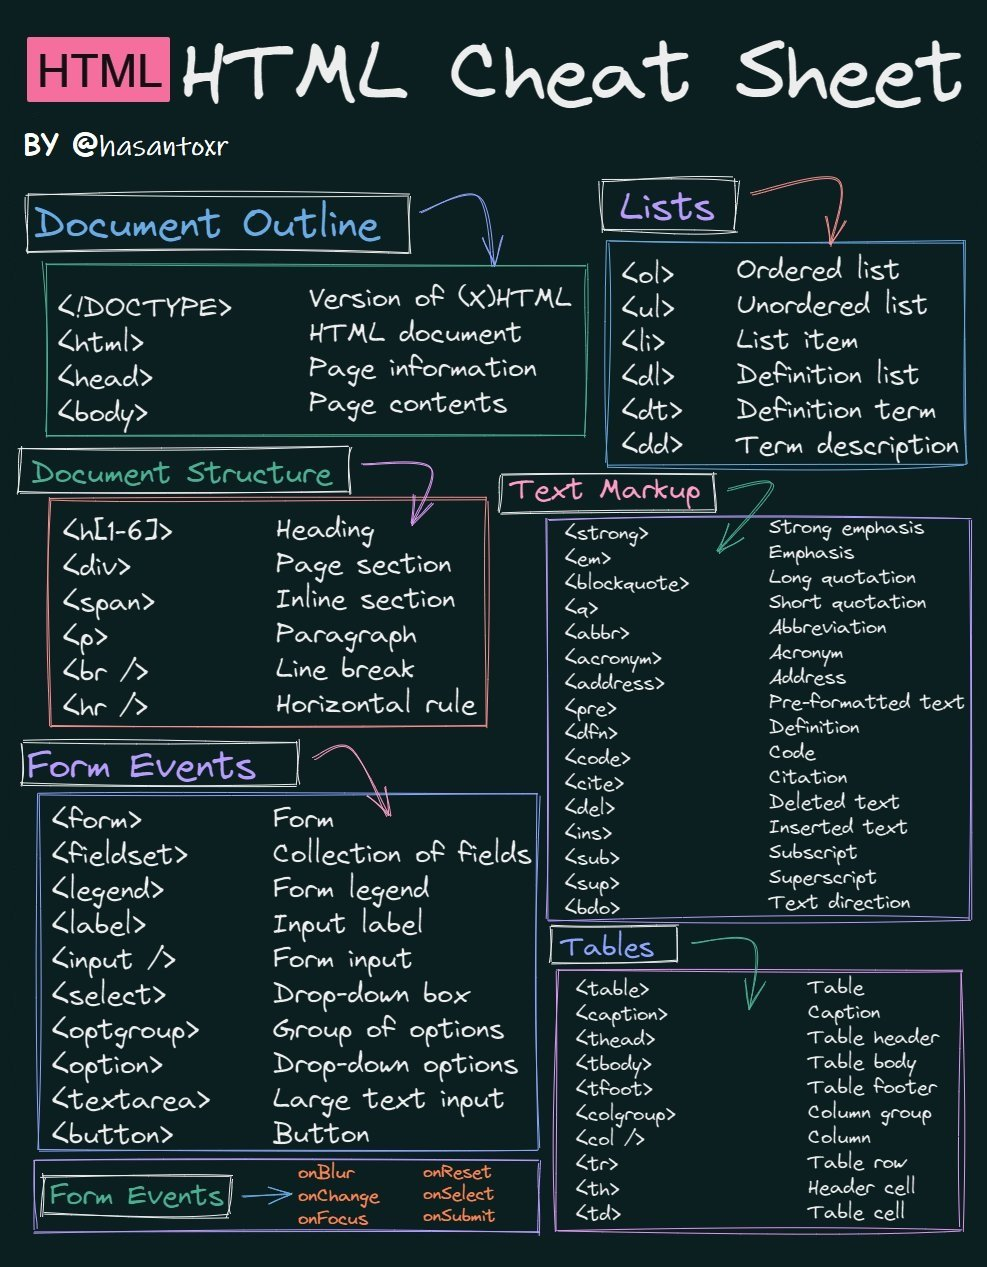 HTML HTML Cheat Sheet
BY @hasantoxr
Document Outline
<!DOCTYPE> Version of (X)HTML
<html> HTML document
<head> Page information
<body> Page contents
Lists
<ol> Ordered list
<ul> Unordered list
<li> List item
<dl> Definition list
<dt> Definition term
<dd> Term description
Document Structure
<h[1-6]> Heading
<div> Page section
<span> Inline section
<p> Paragraph
<br /> Line break
<hr /> Horizontal rule
Text Markup
<strong> Strong emphasis
<em> Emphasis
<blockquote> Long quotation
<q> Short quotation
<abbr> Abbreviation
<acronym> Acronym
<address> Address
<pre> Pre-formatted text
<dfn> Definition
<code> Code
<cite> Citation
<del> Deleted text
<ins> Inserted text
<sub> Subscript
<sup> Superscript
<bdo> Text direction
Form Events
<form> Form
<fieldset> Collection of fields
<legend> Form legend
<label> Input label
<input /> Form input
<select> Drop-down box
<optgroup> Group of options
<option> Drop-down options
<textarea> Large text input
<button> Button
Tables
<table> Table
<caption> Caption
<thead> Table header
<tbody> Table body
<tfoot> Table footer
<colgroup> Column group
<col /> Column
<tr> Table row
<th> Header cell
<td> Table cell
Form Events
onBlur onReset
onChange onSelect
onFocus onSubmit